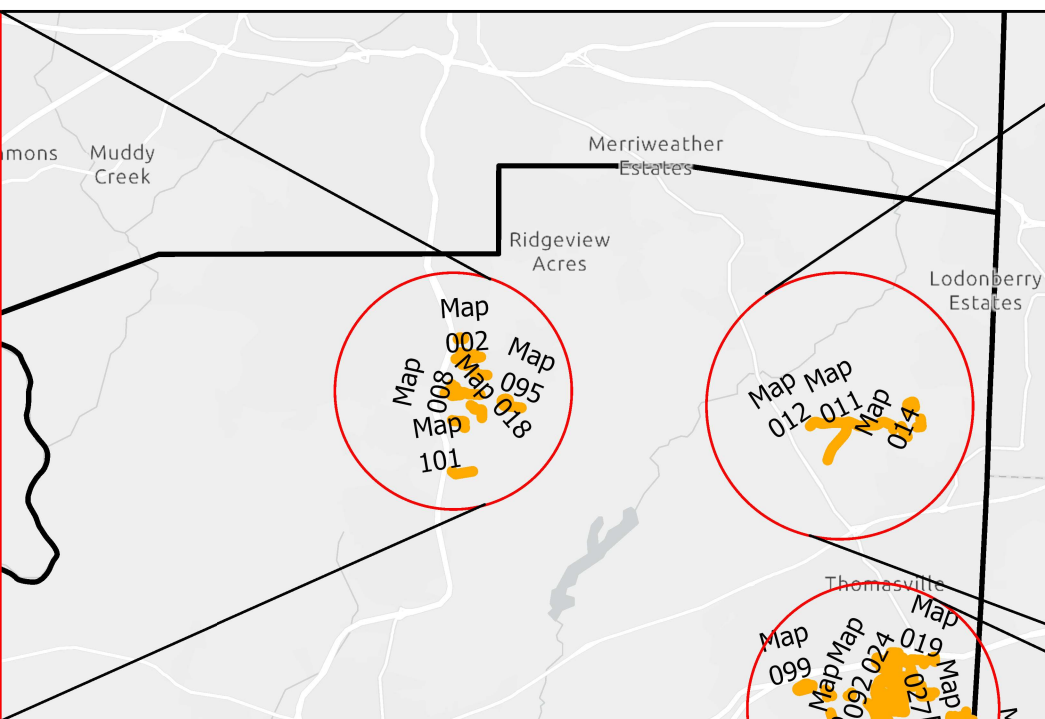 Merriweather
Estates
Muddy
Creek
Ridgeview
Acres
Lodonberry
Estates
Map
002
Map
095
Map
008
Map 018
Map
101
Map
012
Map
011
Map
014
Thomasville
Map
019
Map
099
Map
024
Map
092
Map
027